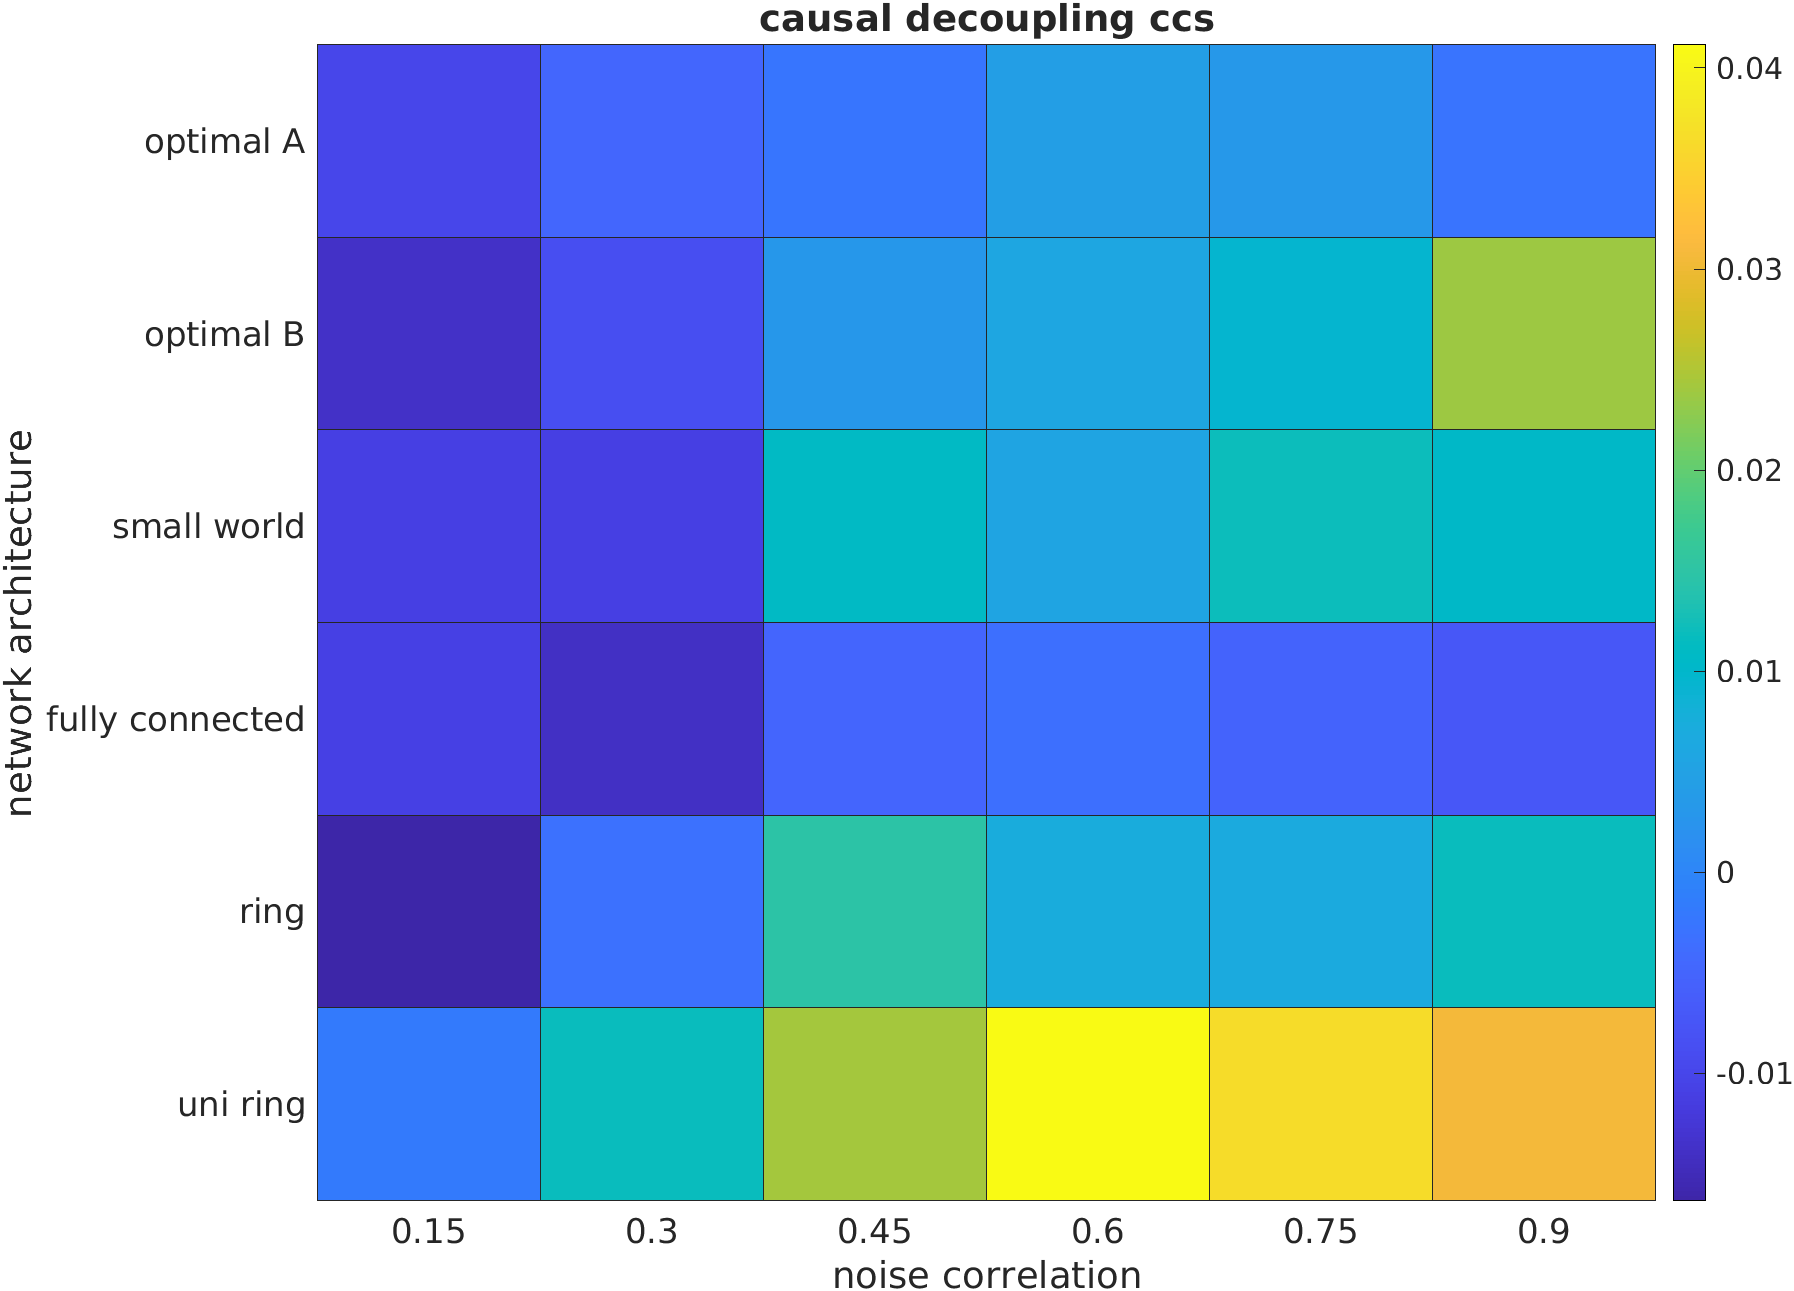 causal decoupling ccs
network architecture
optimal A
optimal B
small world
fully connected
ring
uni ring
0.15 0.3 0.45 0.6 0.75 0.9
noise correlation
0.04
0.03
0.02
0.01
0
-0.01